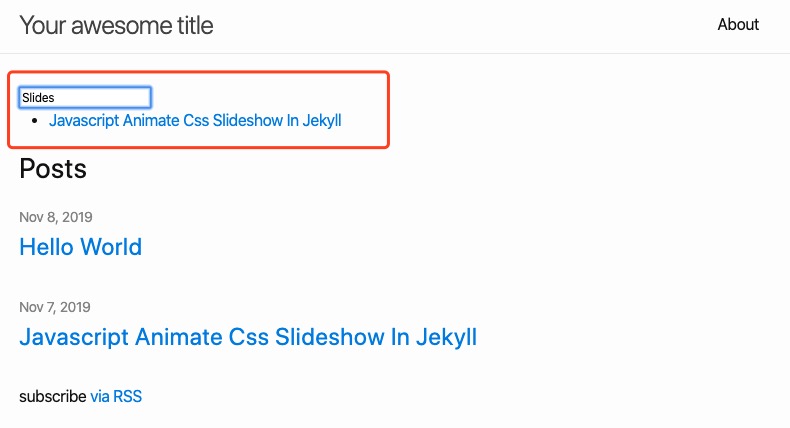 Your awesome title
About
Slides
Javascript Animate Css Slideshow In Jekyll
Posts
Nov 8, 2019
Hello World
Nov 7, 2019
Javascript Animate Css Slideshow In Jekyll
subscribe via RSS